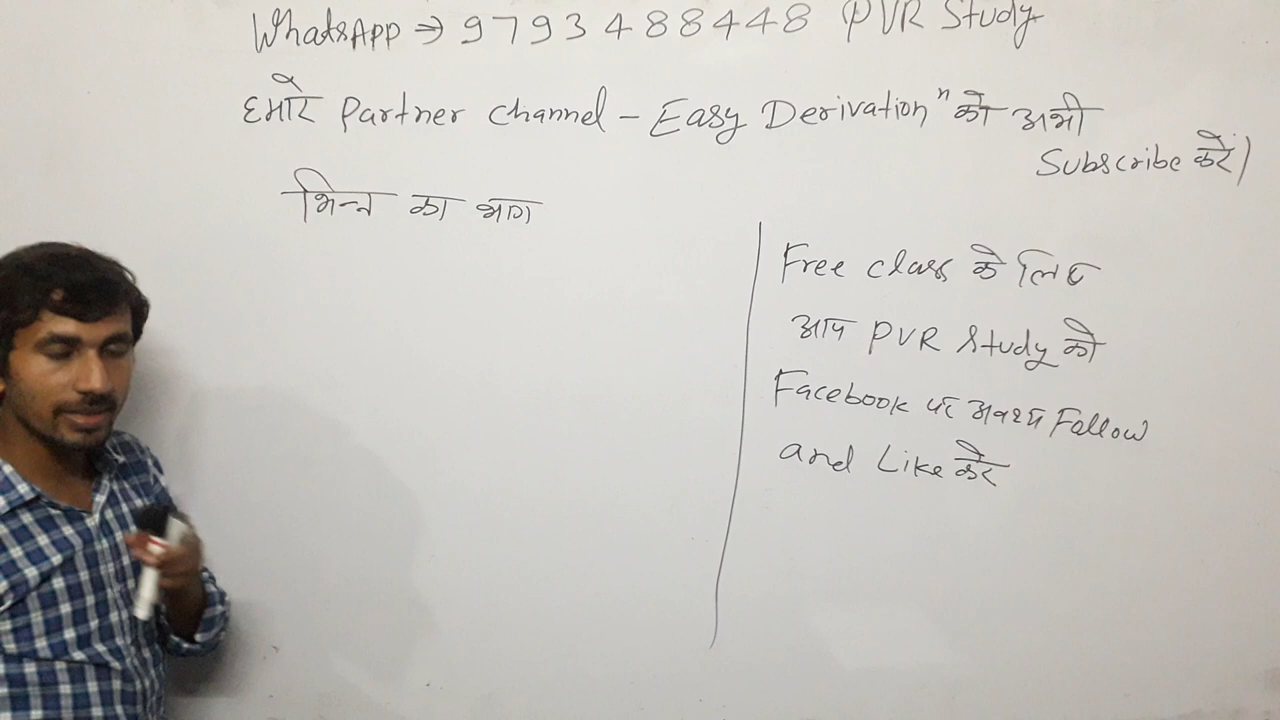 WhatsApp ⇒ 9793488448 PVR Study
हमारे Partner channel – Easy Derivation" को अभी
Subscribe करें।
भिन्न का भाग
Free class के लिए
आप PVR Study को
Facebook पर अवश्य Follow
and Like करें